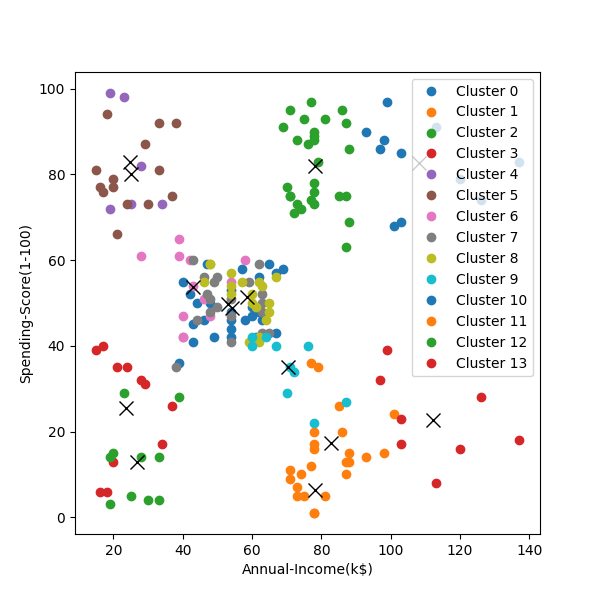 100
80
60
40
20
0
Spending-Score(1-100)
Cluster 0
Cluster 1
Cluster 2
Cluster 3
Cluster 4
Cluster 5
Cluster 6
Cluster 7
Cluster 8
Cluster 9
Cluster 10
Cluster 11
Cluster 12
Cluster 13
20 40 60 80 100 120 140
Annual-Income(k$)